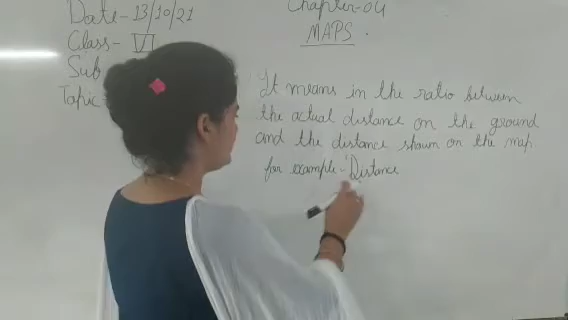 Date- 13/10/21
Chapter-04
Class- VI
MAPS.
Sub
Topic
It means in the ratio between
the actual distance on the ground
and the distance shown on the map
for example- "Distance